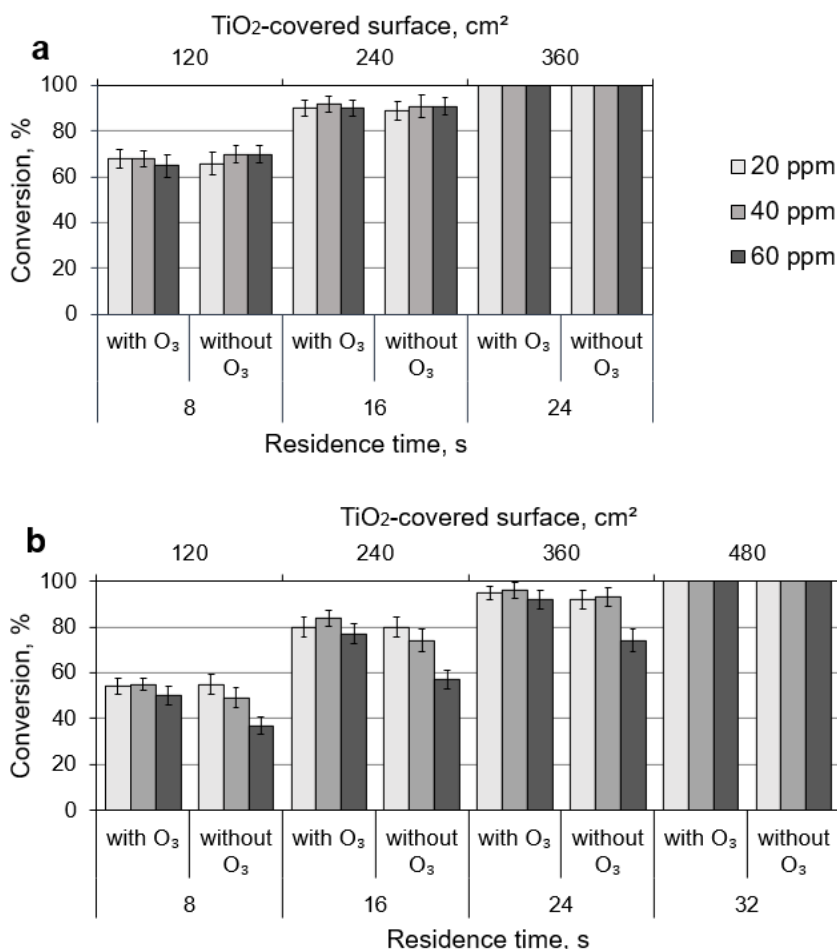 TiO₂-covered surface, cm²
a
120 240 360
100
80
60
40
20
0
Conversion, %
with O₃ without O₃ with O₃ without O₃ with O₃ without O₃
8 16 24
Residence time, s
20 ppm
40 ppm
60 ppm
TiO₂-covered surface, cm²
b
120 240 360 480
100
80
60
40
20
0
Conversion, %
with O₃ without O₃ with O₃ without O₃ with O₃ without O₃ with O₃ without O₃
8 16 24 32
Residence time, s